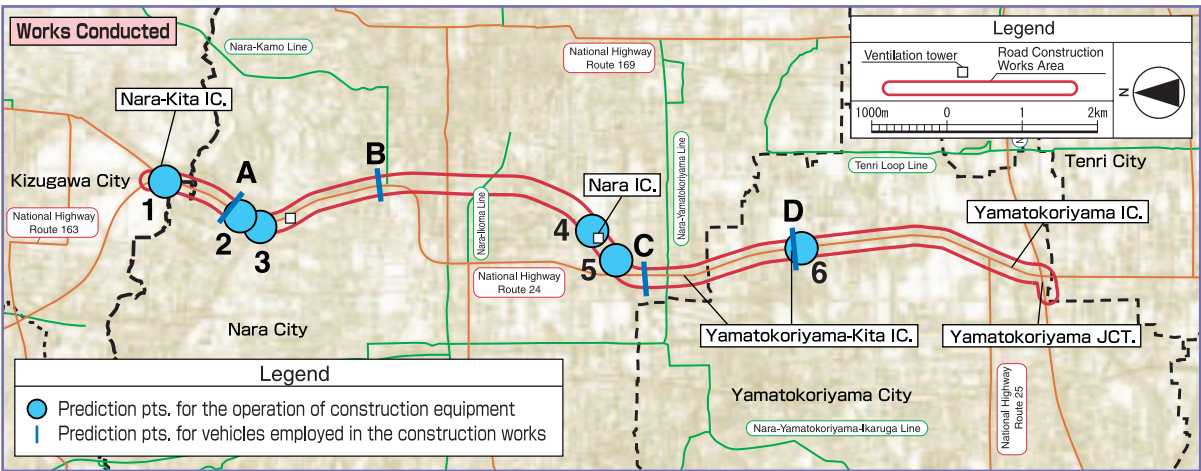 Works Conducted
Nara-Kamo Line
National Highway
Route 169
Legend
Ventilation tower
Road Construction
Works Area
1000m
0
1
2km
N
Nara-Kita IC.
Kizugawa City
National Highway
Route 163
1
A
2
3
B
Nara-Ikoma Line
Nara-Yamatokoriyama Line
Nara IC.
4
5
C
D
6
Tenri Loop Line
Tenri City
Yamatokoriyama IC.
National Highway
Route 24
Nara City
Yamatokoriyama-Kita IC.
Yamatokoriyama JCT.
Yamatokoriyama City
National Highway
Route 25
Nara-Yamatokoriyama-Ikaruga Line
Legend
Prediction pts. for the operation of construction equipment
Prediction pts. for vehicles employed in the construction works